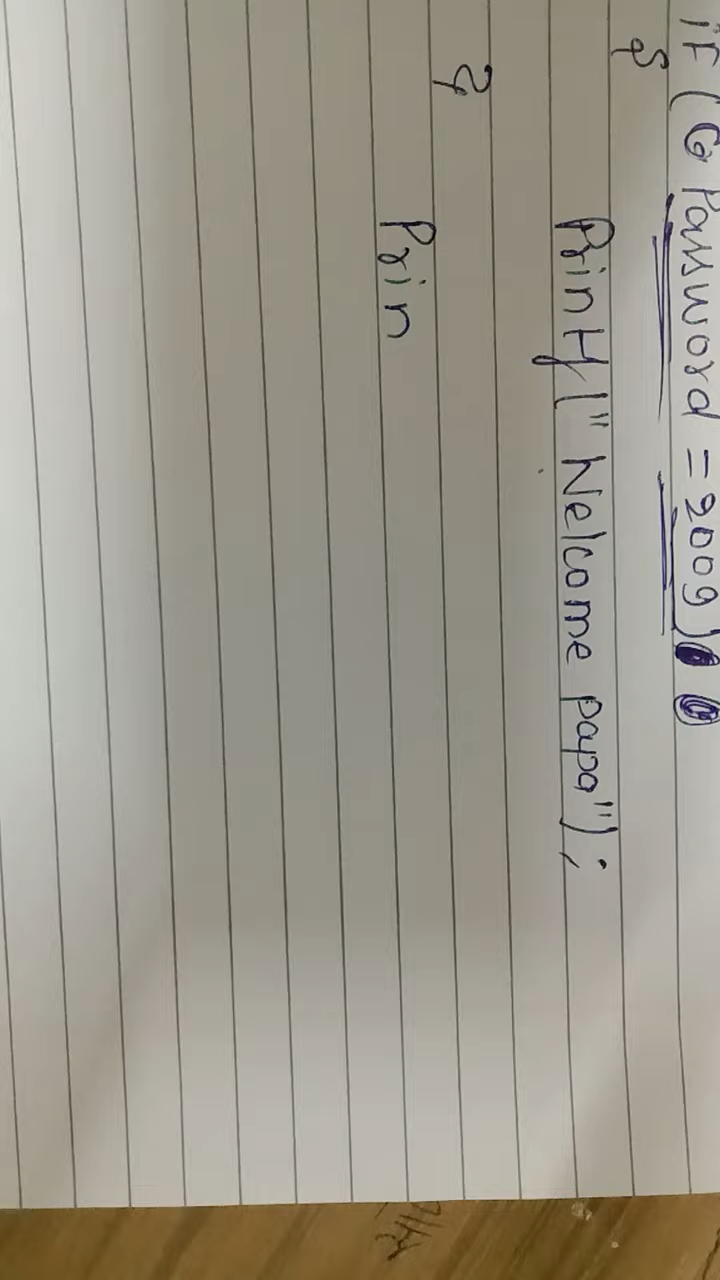 if ( Password = 2009)
{
Printf ("Welcome papa");
}
Prin